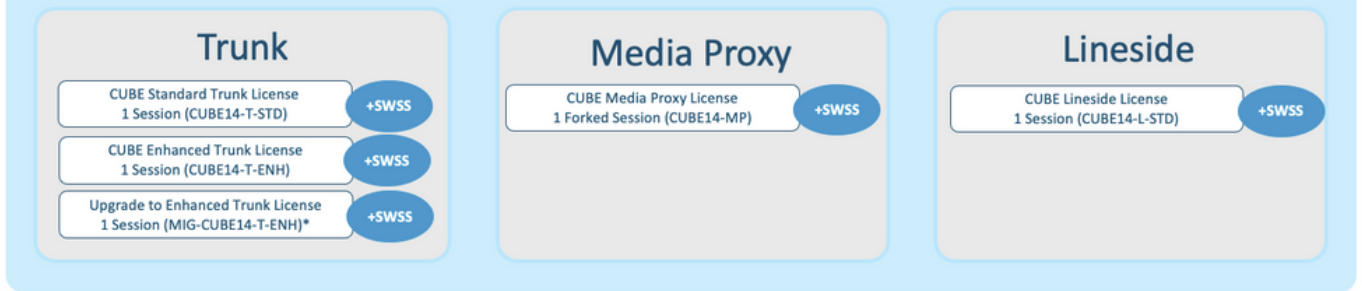 Trunk
CUBE Standard Trunk License
1 Session (CUBE14-T-STD)
+SWSS
CUBE Enhanced Trunk License
1 Session (CUBE14-T-ENH)
+SWSS
Upgrade to Enhanced Trunk License
1 Session (MIG-CUBE14-T-ENH)*
+SWSS
Media Proxy
CUBE Media Proxy License
1 Forked Session (CUBE14-MP)
+SWSS
Lineside
CUBE Lineside License
1 Session (CUBE14-L-STD)
+SWSS